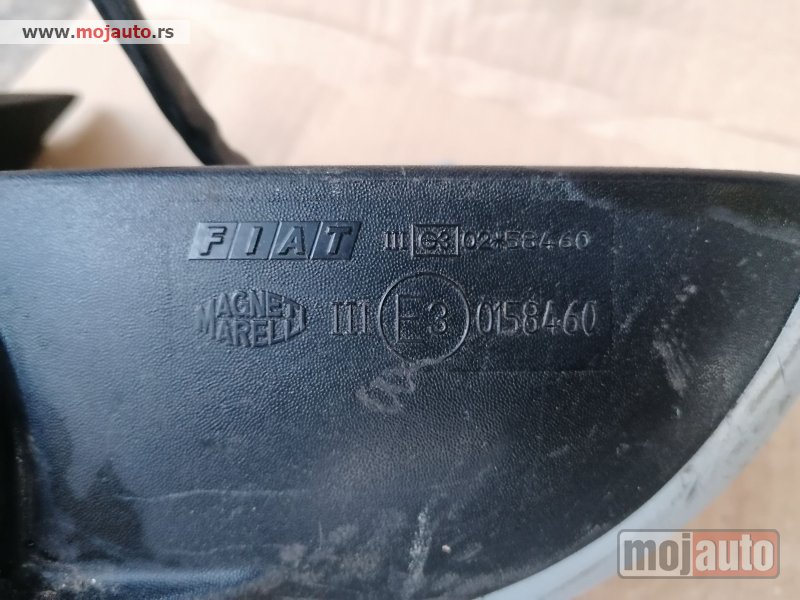 www.mojauto.rs
FIAT III e3 02*58460
MAGNETI MARELLI III E3 0158460
mojauto